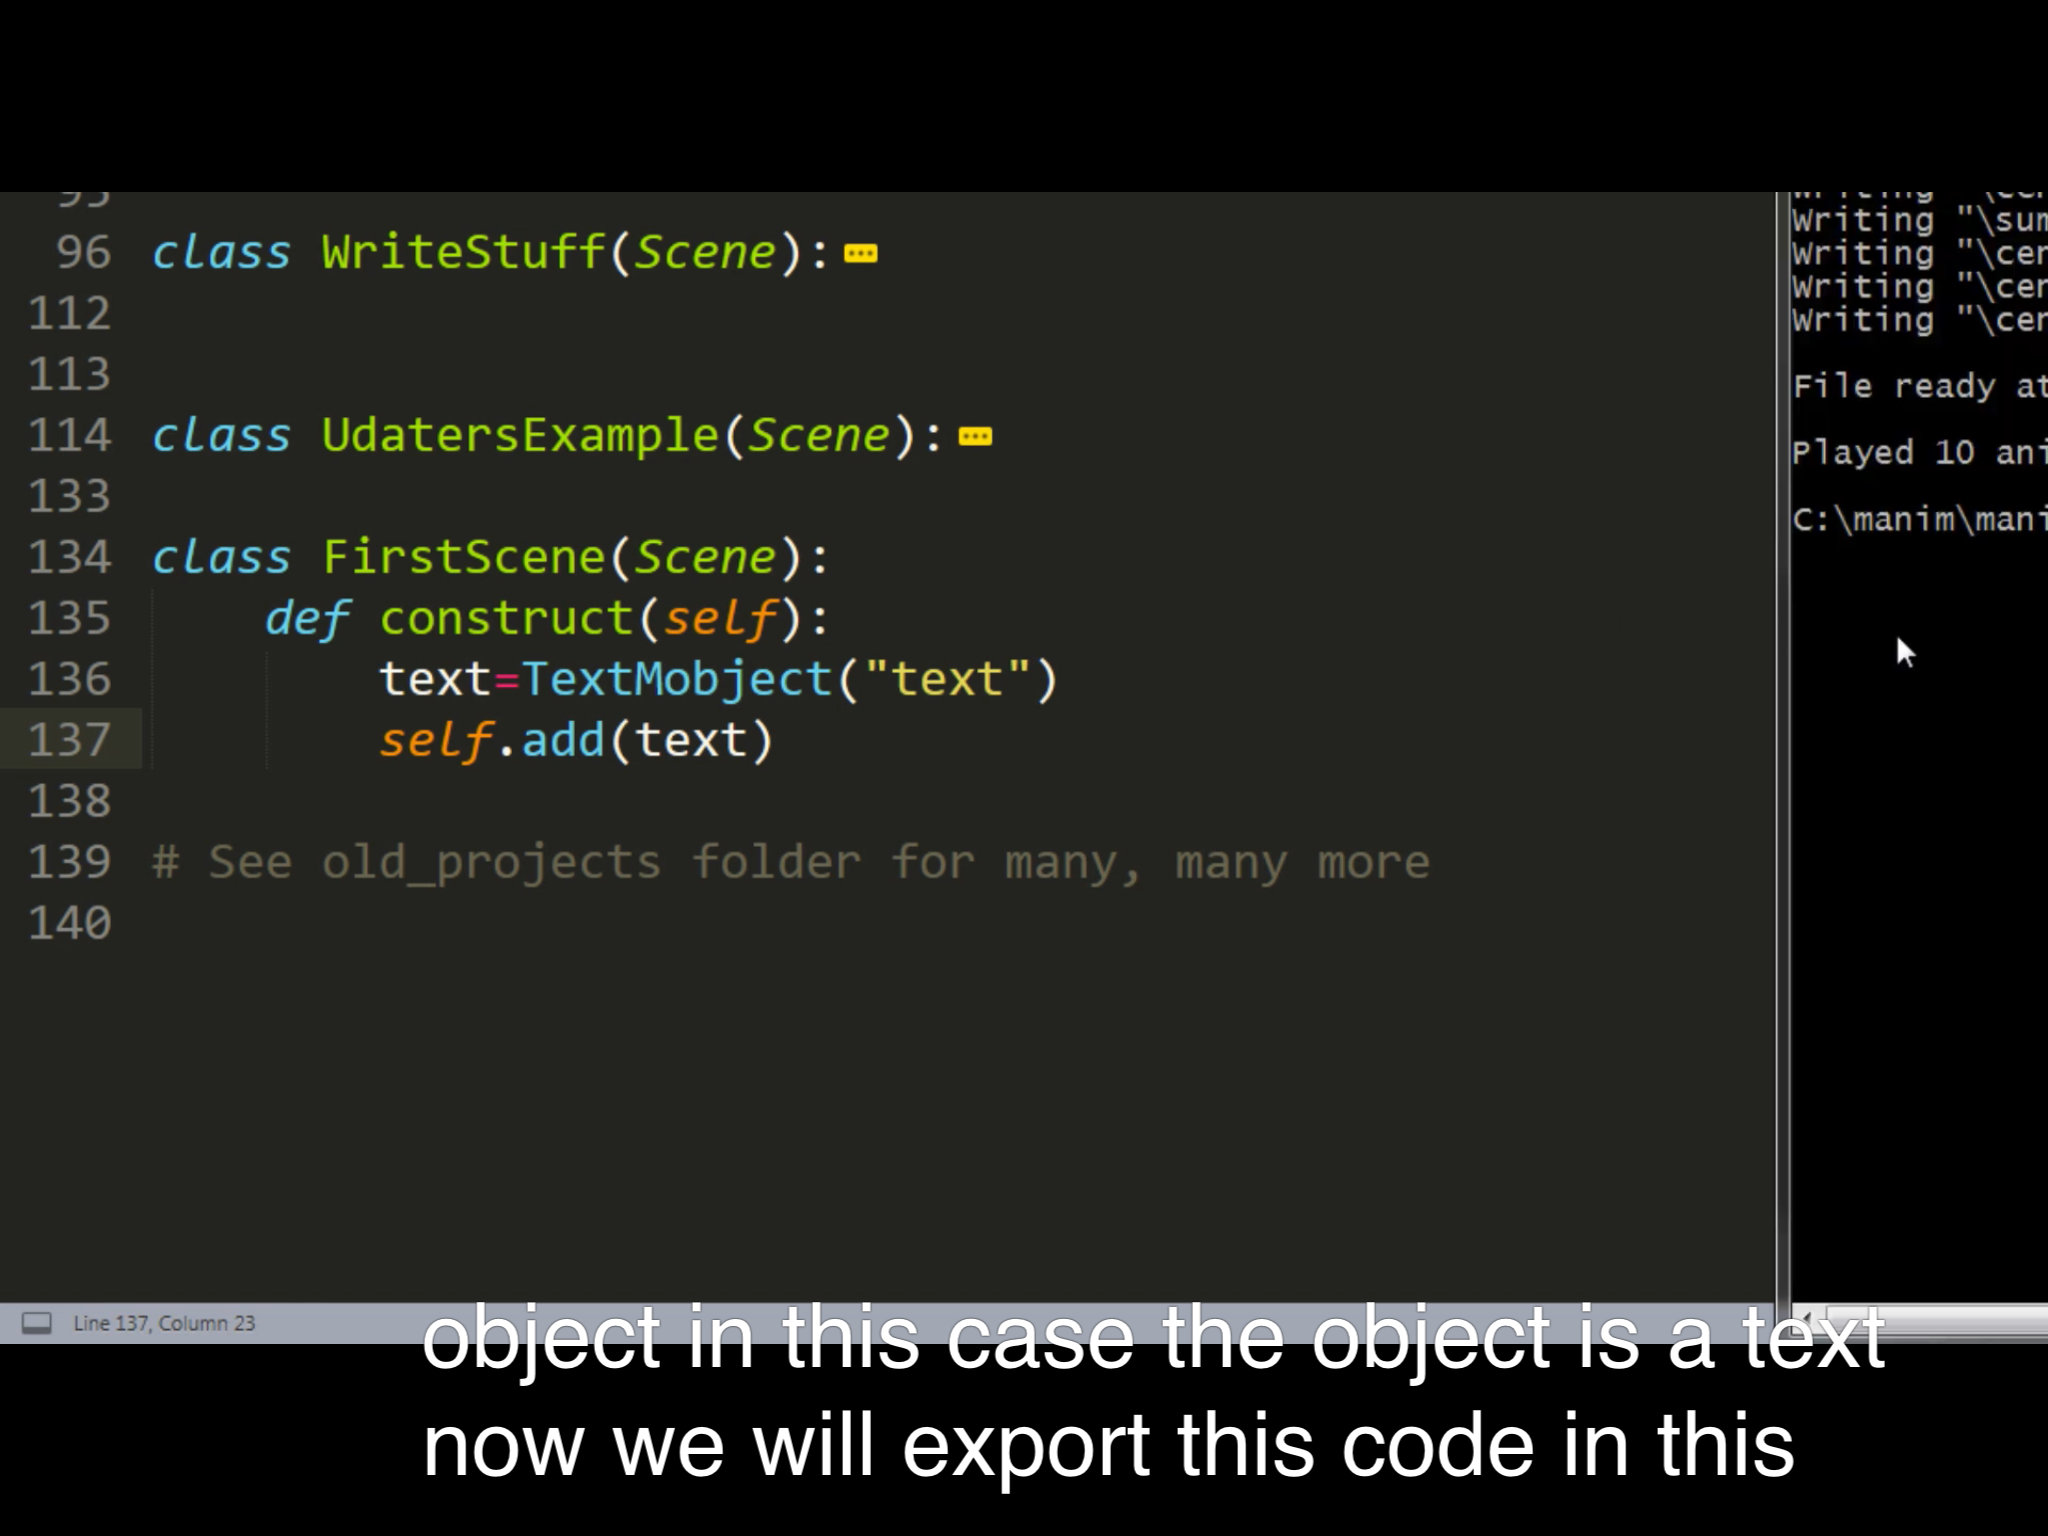 95
96 class WriteStuff(Scene):
112
113
114 class UdatersExample(Scene):
133
134 class FirstScene(Scene):
135 def construct(self):
136 text=TextMobject("text")
137 self.add(text)
138
139 # See old_projects folder for many, many more
140
Writing "\cen
Writing "\sum
Writing "\cen
Writing "\cen
Writing "\cen
File ready at
Played 10 ani
C:\manim\mani
Line 137, Column 23
object in this case the object is a text
now we will export this code in this